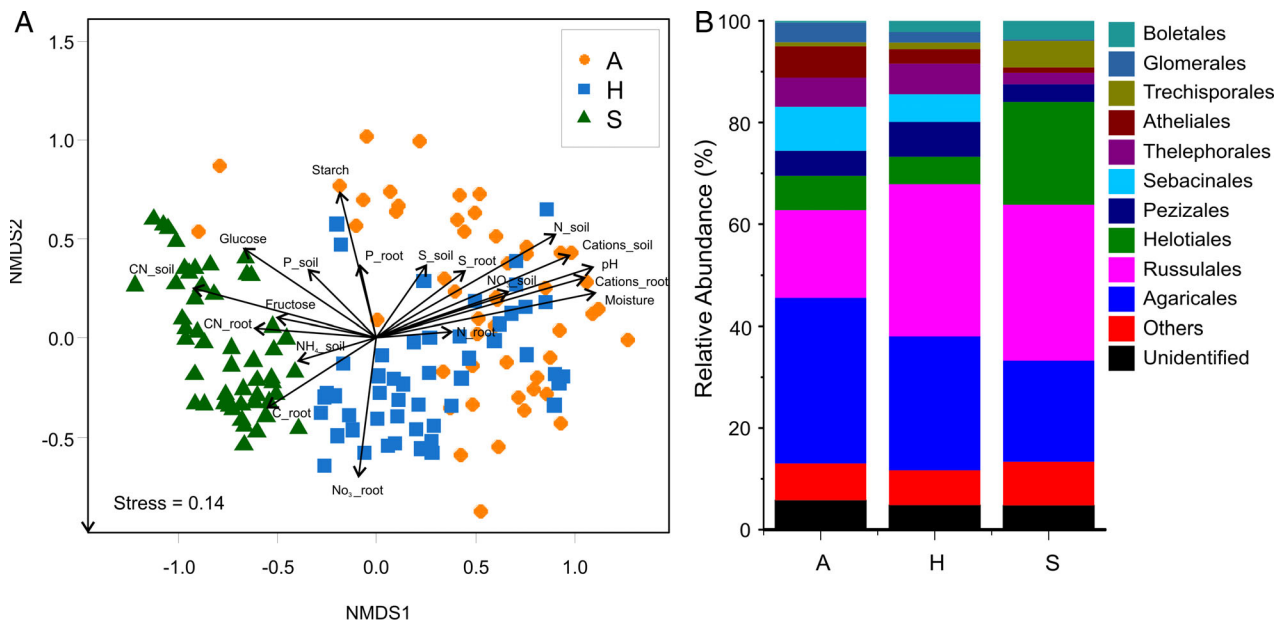 A
1.5
1.0
0.5
0.0
-0.5
NMDS2
A
H
S
Starch
Glucose
P_soil
P_root
S_soil
S_root
N_soil
Cations_soil
pH
CN_soil
NO₃_soil
Cations_root
Moisture
Fructose
CN_root
N_root
NH₄_soil
C_root
No₃_root
Stress = 0.14
-1.0
-0.5
0.0
0.5
1.0
NMDS1
B
100
80
60
40
20
0
Relative Abundance (%)
A
H
S
Boletales
Glomerales
Trechisporales
Atheliales
Thelephorales
Sebacinales
Pezizales
Helotiales
Russulales
Agaricales
Others
Unidentified